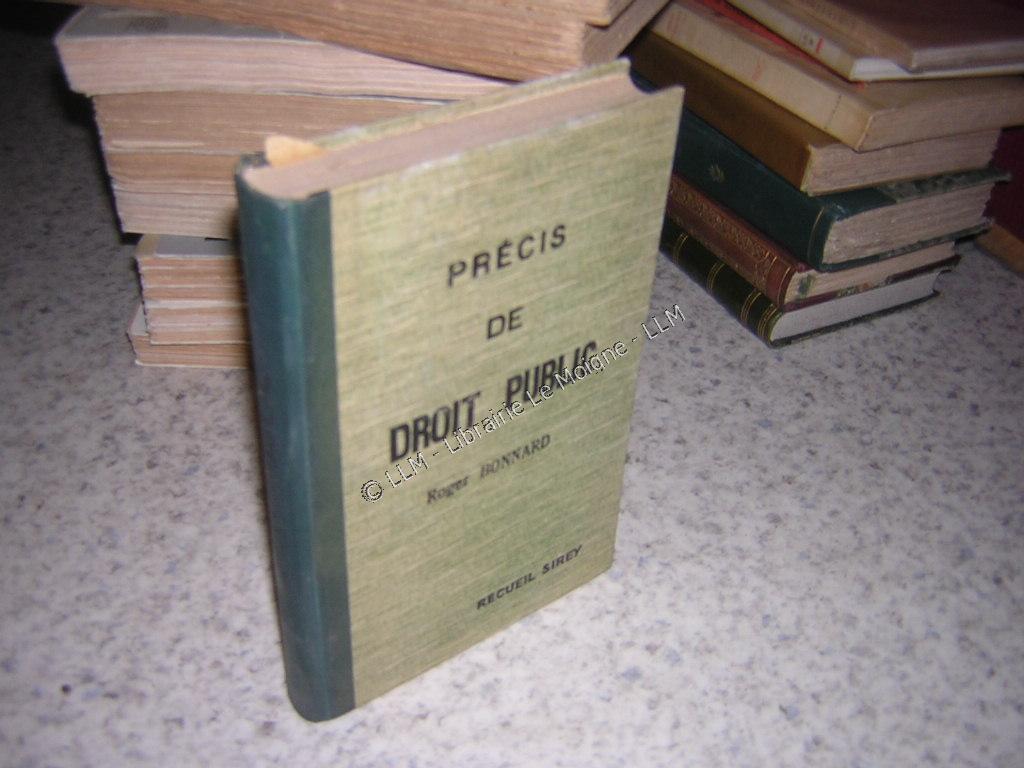 PRÉCIS
DE
DROIT PUBLIC
© LLM - Librairie Le Moigne - LLM
Roger BONNARD
RECUEIL SIREY